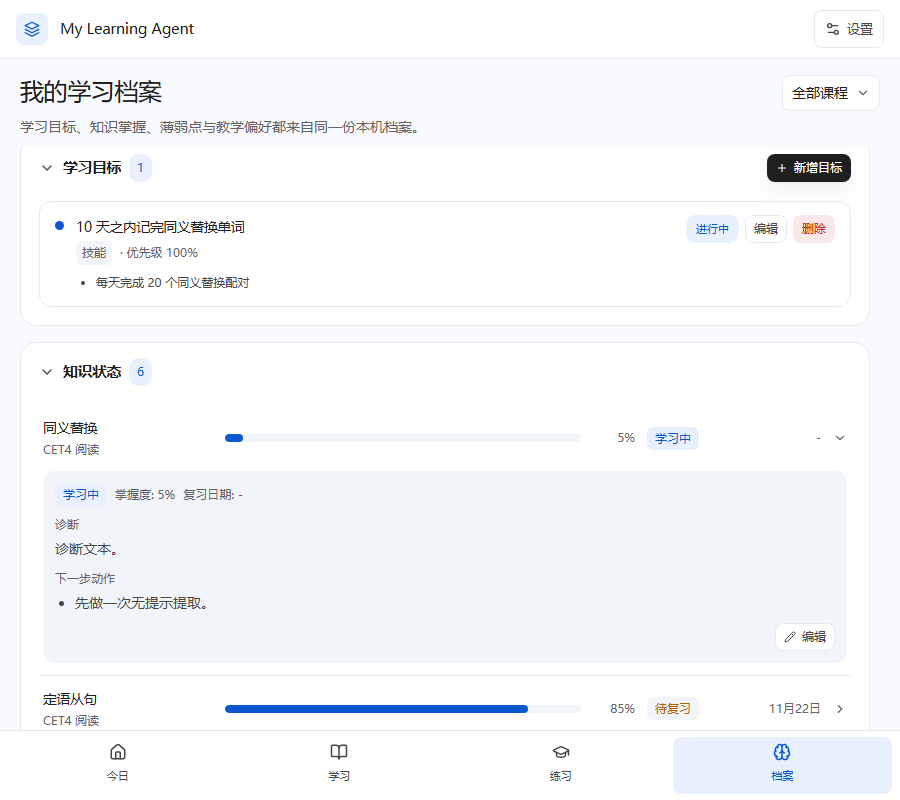 My Learning Agent
设置
我的学习档案
全部课程
学习目标、知识掌握、薄弱点与教学偏好都来自同一份本机档案。
学习目标 1
+ 新增目标
10 天之内记完同义替换单词
进行中 编辑 删除
技能 · 优先级 100%
• 每天完成 20 个同义替换配对
知识状态 6
同义替换
CET4 阅读
5% 学习中 -
学习中 掌握度: 5% 复习日期: -
诊断
诊断文本。
下一步动作
• 先做一次无提示提取。
编辑
定语从句
CET4 阅读
85% 待复习 11月22日
今日 学习 练习 档案